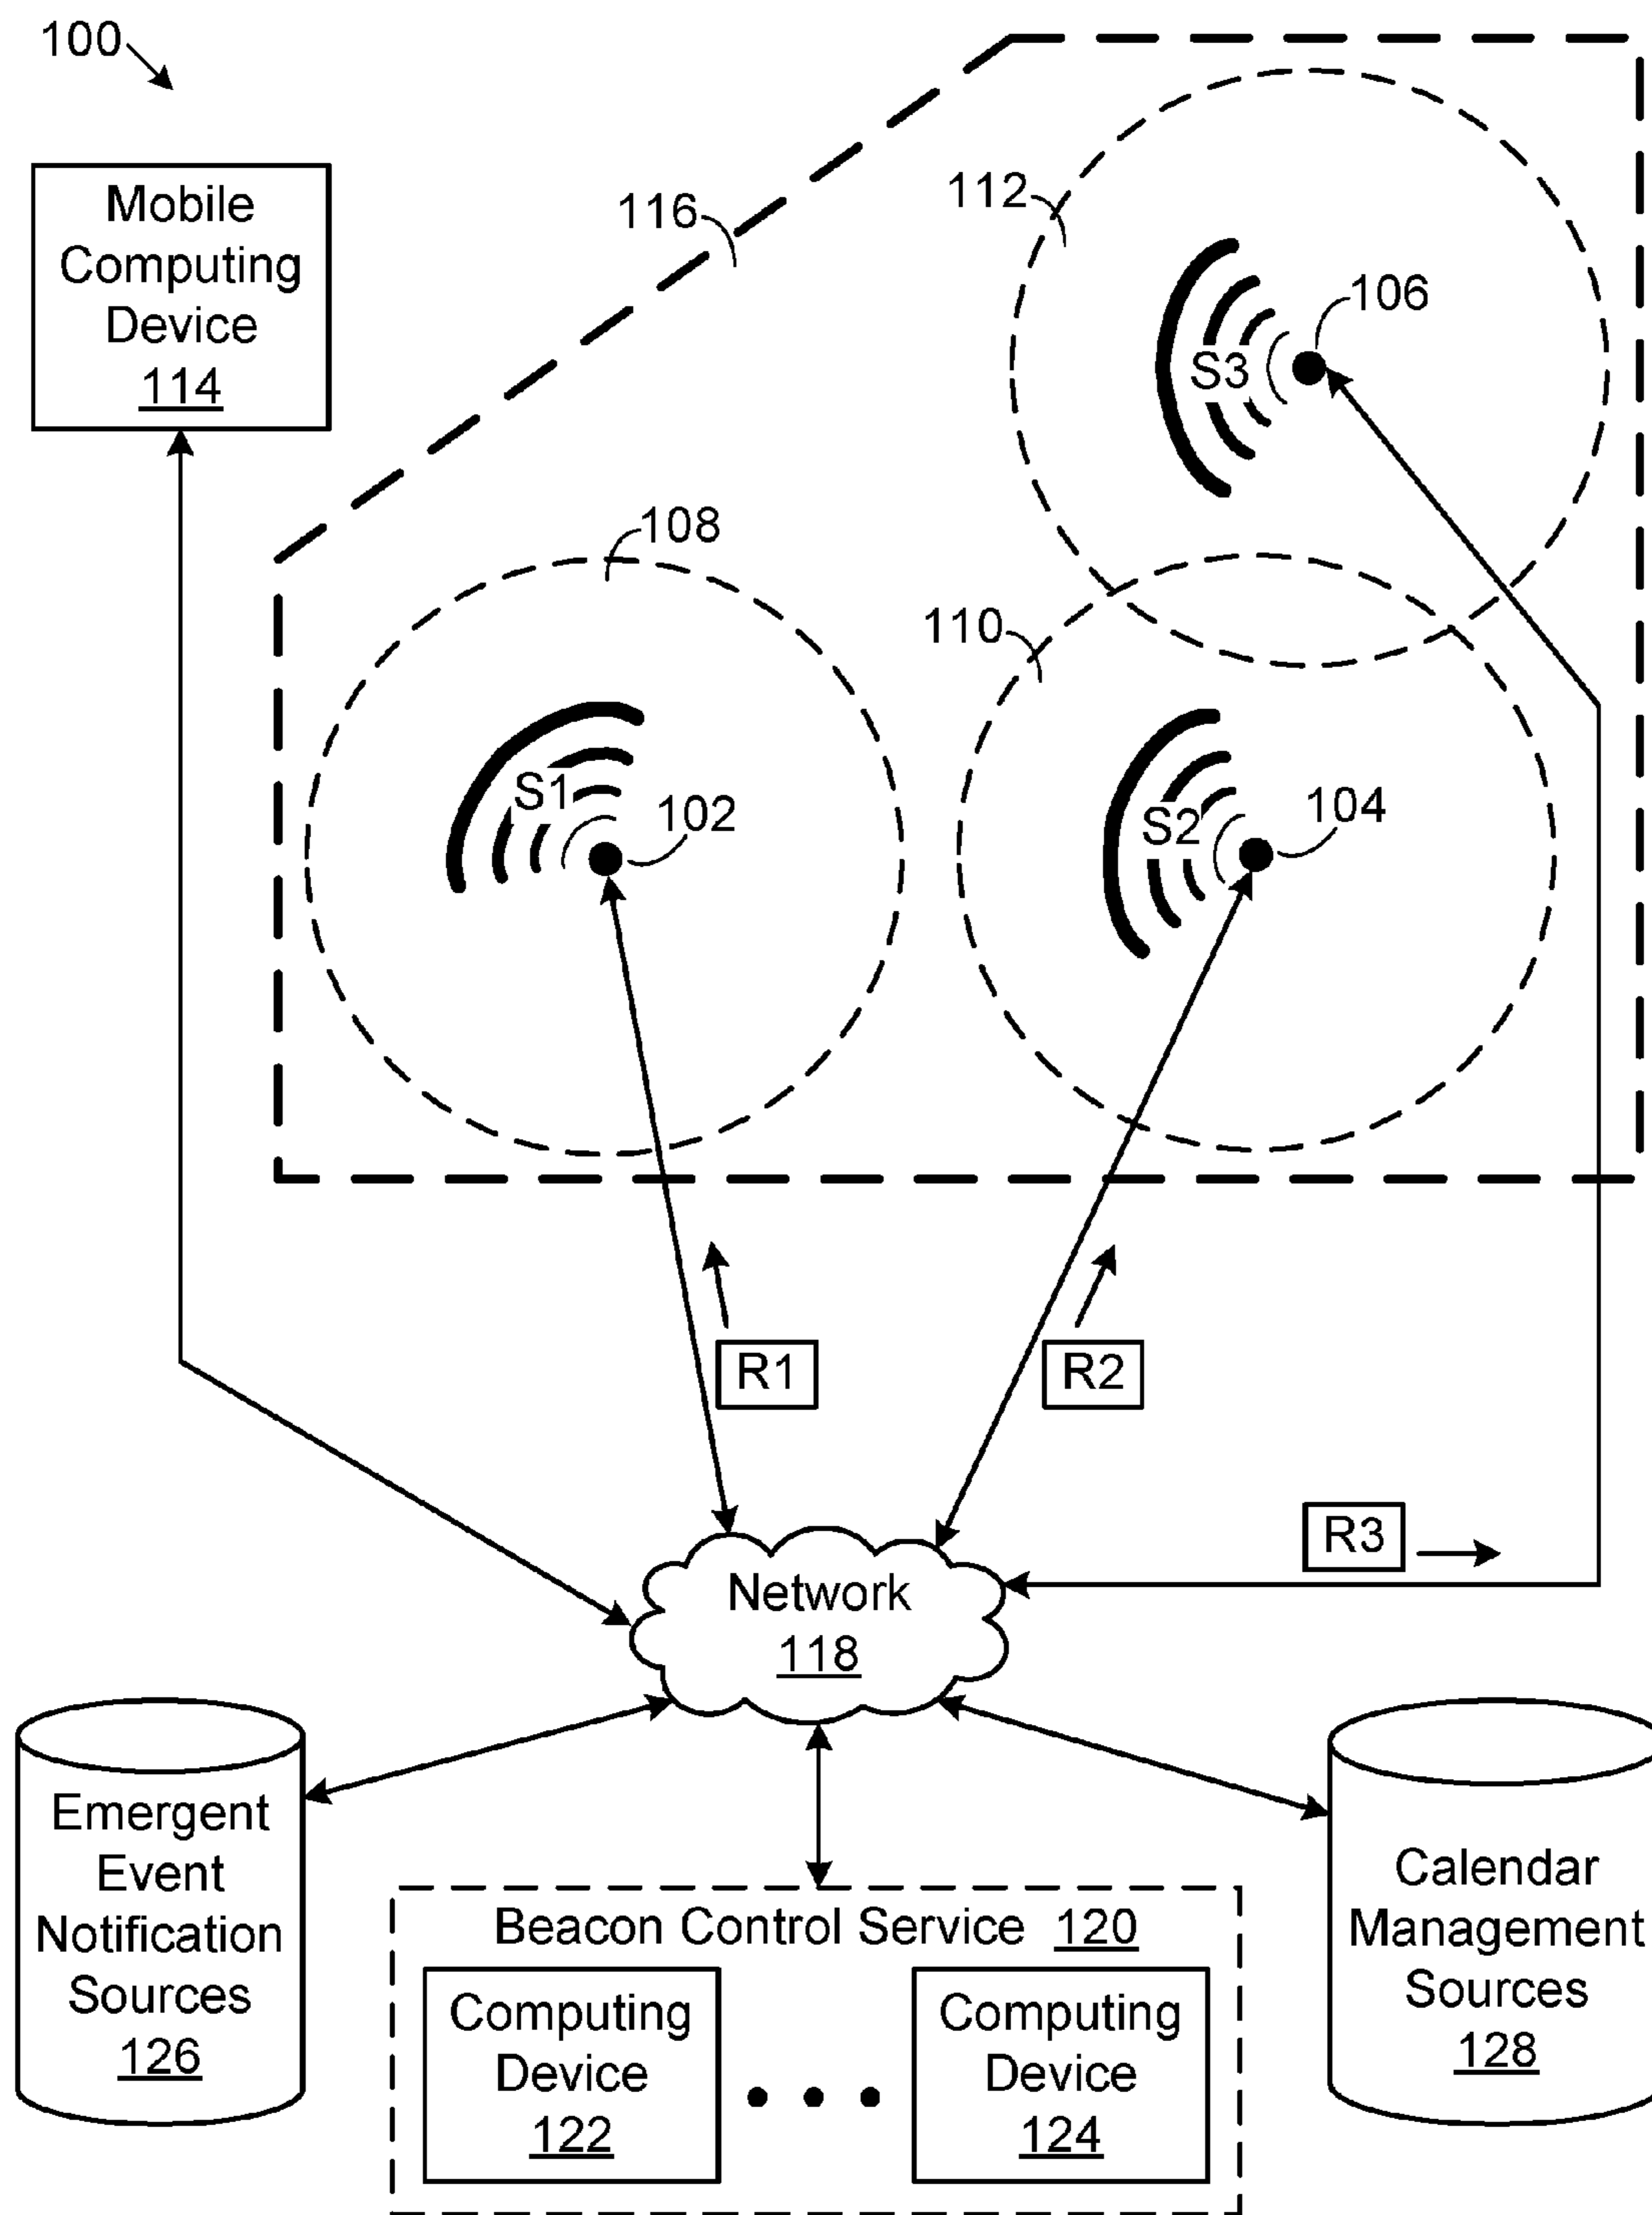 100
Mobile
Computing
Device
114
116
112
106
S3
108
110
S1
102
S2
104
R1
R2
R3
Network
118
Emergent
Event
Notification
Sources
126
Beacon Control Service 120
Computing
Device
122
Computing
Device
124
Calendar
Management
Sources
128